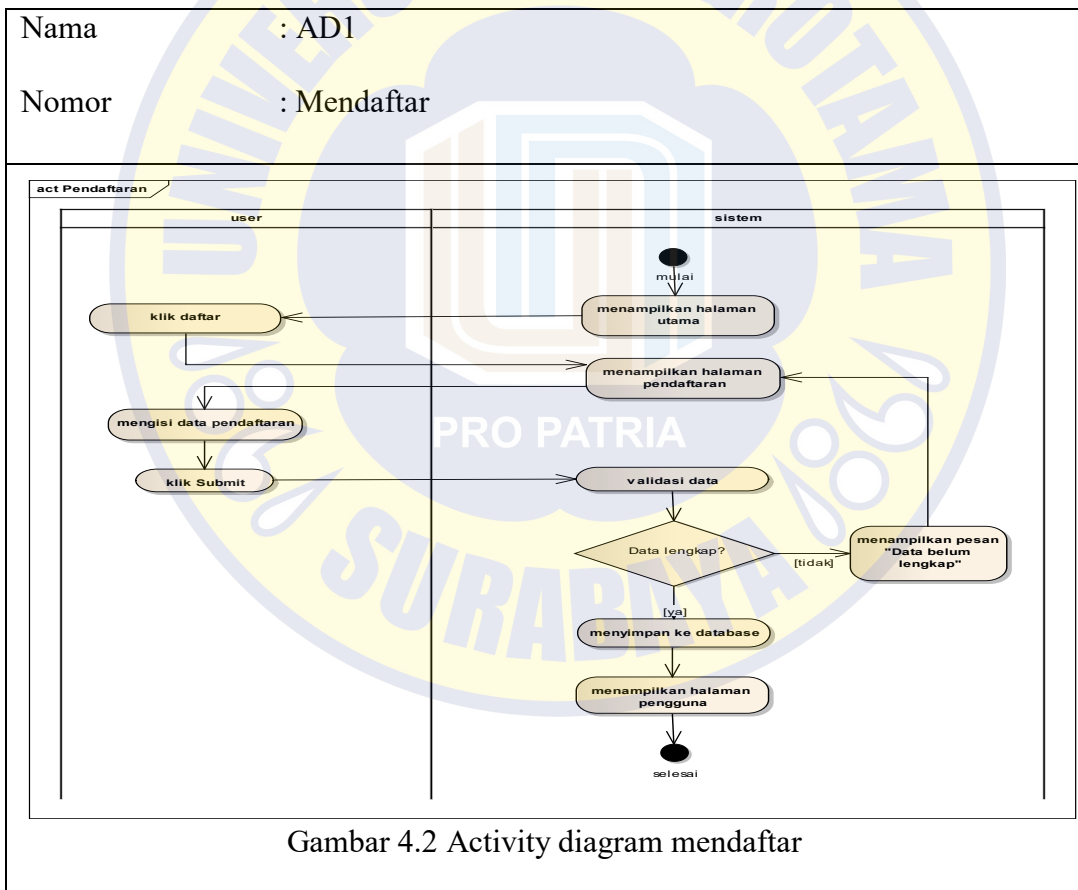 Nama : AD1
Nomor : Mendaftar
act Pendaftaran
user
sistem
mulai
menampilkan halaman
utama
klik daftar
menampilkan halaman
pendaftaran
mengisi data pendaftaran
klik Submit
validasi data
Data lengkap?
[tidak]
menampilkan pesan
"Data belum
lengkap"
[ya]
menyimpan ke database
menampilkan halaman
pengguna
selesai
PRO PATRIA
SURABAYA
Gambar 4.2 Activity diagram mendaftar